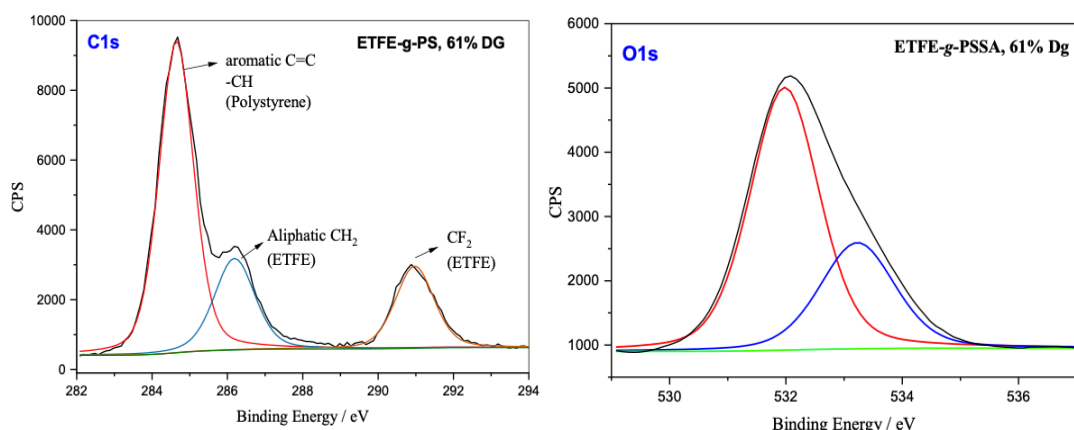 C1s
ETFE-g-PS, 61% DG
aromatic C=C
-CH
(Polystyrene)
Aliphatic CH₂
(ETFE)
CF₂
(ETFE)
10000
8000
6000
4000
2000
0
CPS
282 284 286 288 290 292 294
Binding Energy / eV
O1s
ETFE-g-PSSA, 61% Dg
6000
5000
4000
3000
2000
1000
CPS
530 532 534 536
Binding Energy / eV